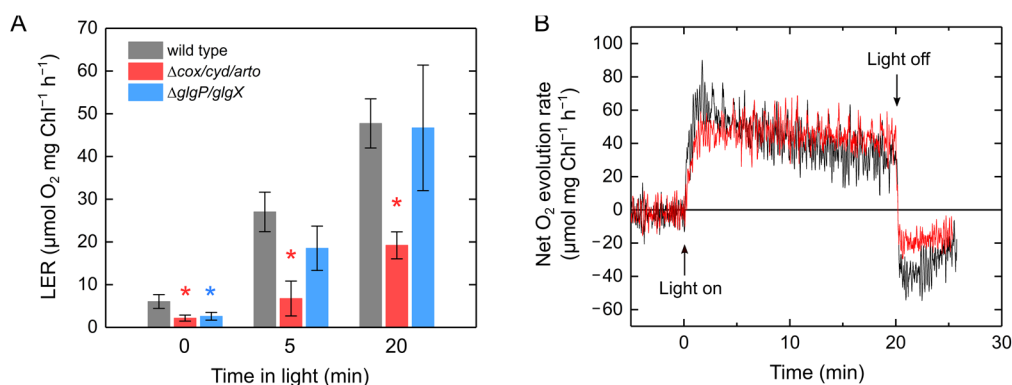 A
70
60
50
40
30
20
10
0
LER (μmol O₂ mg Chl⁻¹ h⁻¹)
wild type
Δcox/cyd/arto
ΔglgP/glgX
*
*
*
*
0
5
20
Time in light (min)
B
100
80
60
40
20
0
−20
−40
−60
Net O₂ evolution rate
(μmol mg Chl⁻¹ h⁻¹)
Light off
Light on
0
10
20
30
Time (min)